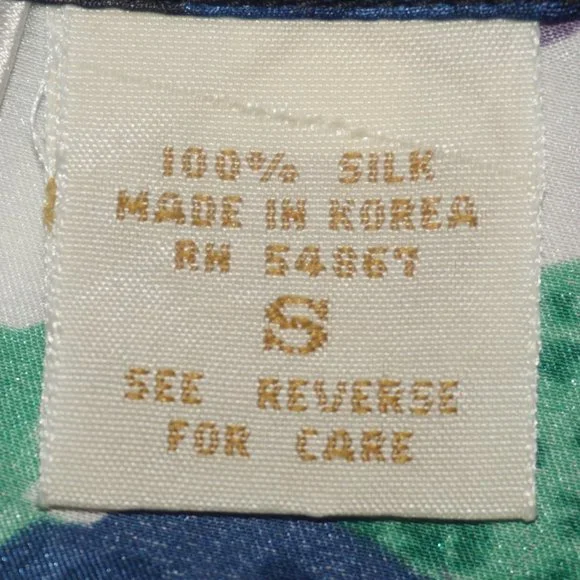 100% SILK
MADE IN KOREA
RN 54867
S
SEE REVERSE
FOR CARE